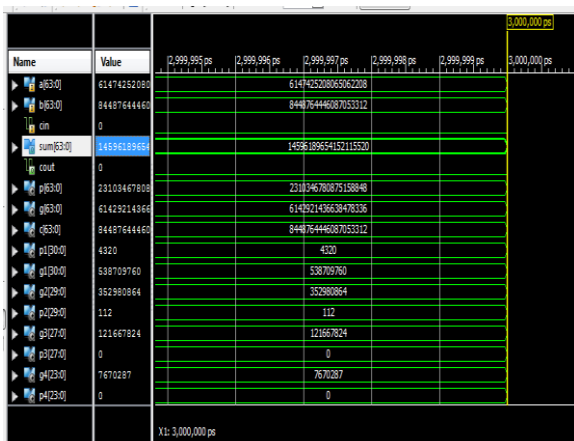 3,000,000 ps
Name Value 2,999,995 ps 2,999,996 ps 2,999,997 ps 2,999,998 ps 2,999,999 ps 3,000,000 ps
a[63:0] 61474252080 6147425208065062208
b[63:0] 84487644460 8448764446087053312
cin 0
sum[63:0] 14596189654 14596189654152115520
cout 0
p[63:0] 23103467808 2310346780875158848
g[63:0] 61429214366 6142921436638478336
c[63:0] 84487644460 8448764446087053312
p1[30:0] 4320 4320
g1[30:0] 538709760 538709760
g2[29:0] 352980864 352980864
p2[29:0] 112 112
g3[27:0] 121667824 121667824
p3[27:0] 0 0
g4[23:0] 7670287 7670287
p4[23:0] 0 0
X1: 3,000,000 ps